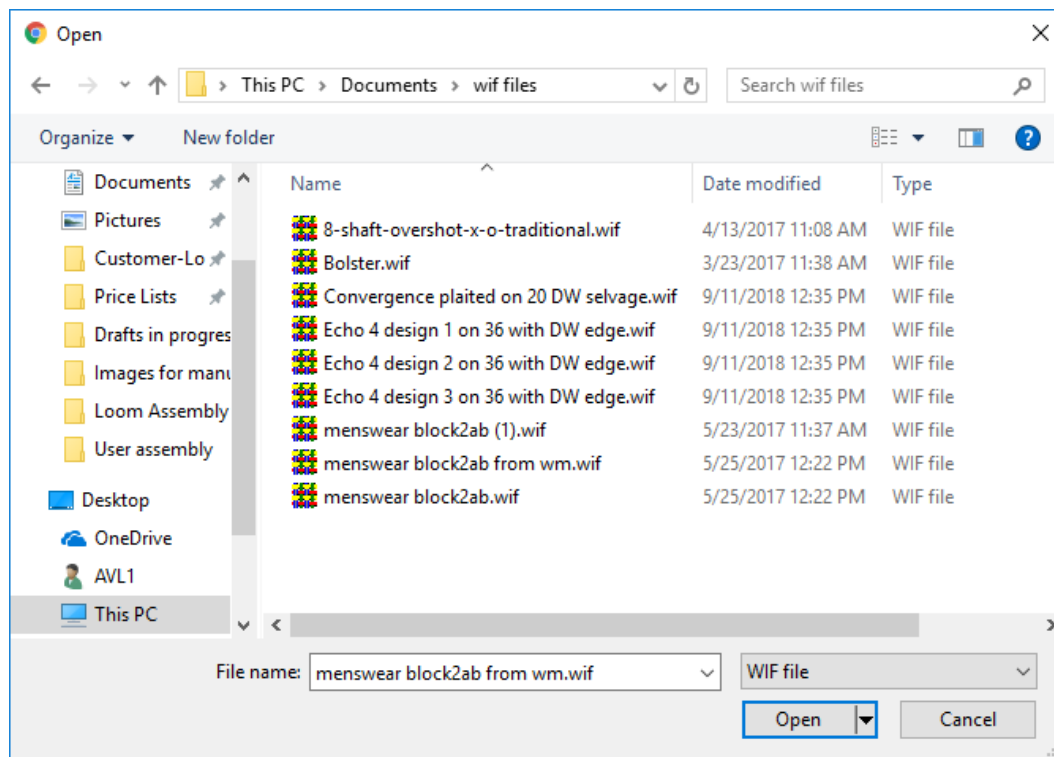 Open
This PC > Documents > wif files
Search wif files
Organize
New folder
Documents
Pictures
Customer-Lo
Price Lists
Drafts in progres
Images for manu
Loom Assembly
User assembly
Desktop
OneDrive
AVL1
This PC
Name Date modified Type
8-shaft-overshot-x-o-traditional.wif 4/13/2017 11:08 AM WIF file
Bolster.wif 3/23/2017 11:38 AM WIF file
Convergence plaited on 20 DW selvage.wif 9/11/2018 12:35 PM WIF file
Echo 4 design 1 on 36 with DW edge.wif 9/11/2018 12:35 PM WIF file
Echo 4 design 2 on 36 with DW edge.wif 9/11/2018 12:35 PM WIF file
Echo 4 design 3 on 36 with DW edge.wif 9/11/2018 12:35 PM WIF file
menswear block2ab (1).wif 5/23/2017 11:37 AM WIF file
menswear block2ab from wm.wif 5/25/2017 12:22 PM WIF file
menswear block2ab.wif 5/25/2017 12:22 PM WIF file
File name: menswear block2ab from wm.wif WIF file
Open Cancel